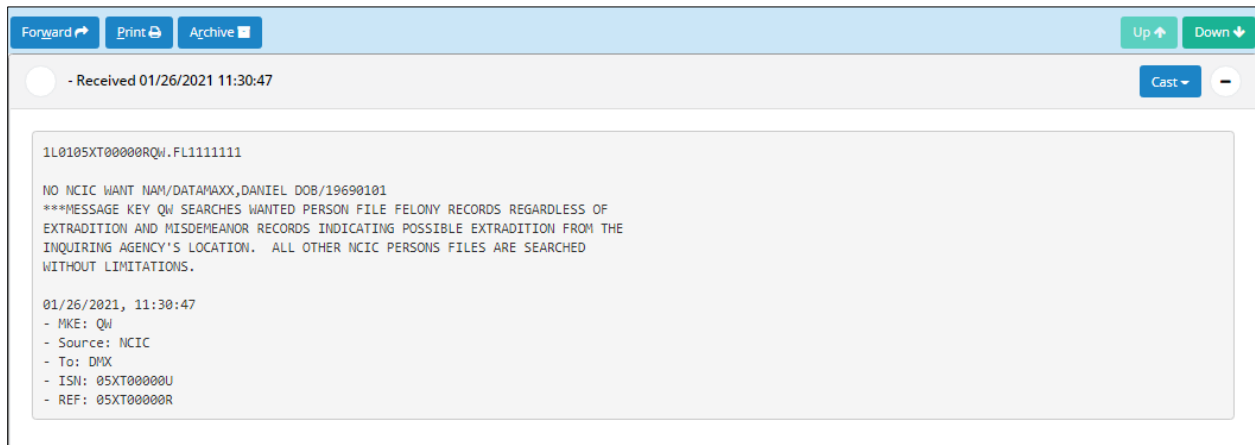 Forward Print Archive Up Down
- Received 01/26/2021 11:30:47 Cast -
1L0105XT00000RQW.FL1111111
NO NCIC WANT NAM/DATAMAXX,DANIEL DOB/19690101
***MESSAGE KEY QW SEARCHES WANTED PERSON FILE FELONY RECORDS REGARDLESS OF
EXTRADITION AND MISDEMEANOR RECORDS INDICATING POSSIBLE EXTRADITION FROM THE
INQUIRING AGENCY'S LOCATION.  ALL OTHER NCIC PERSONS FILES ARE SEARCHED
WITHOUT LIMITATIONS.
01/26/2021, 11:30:47
- MKE: QW
- Source: NCIC
- To: DMX
- ISN: 05XT00000U
- REF: 05XT00000R